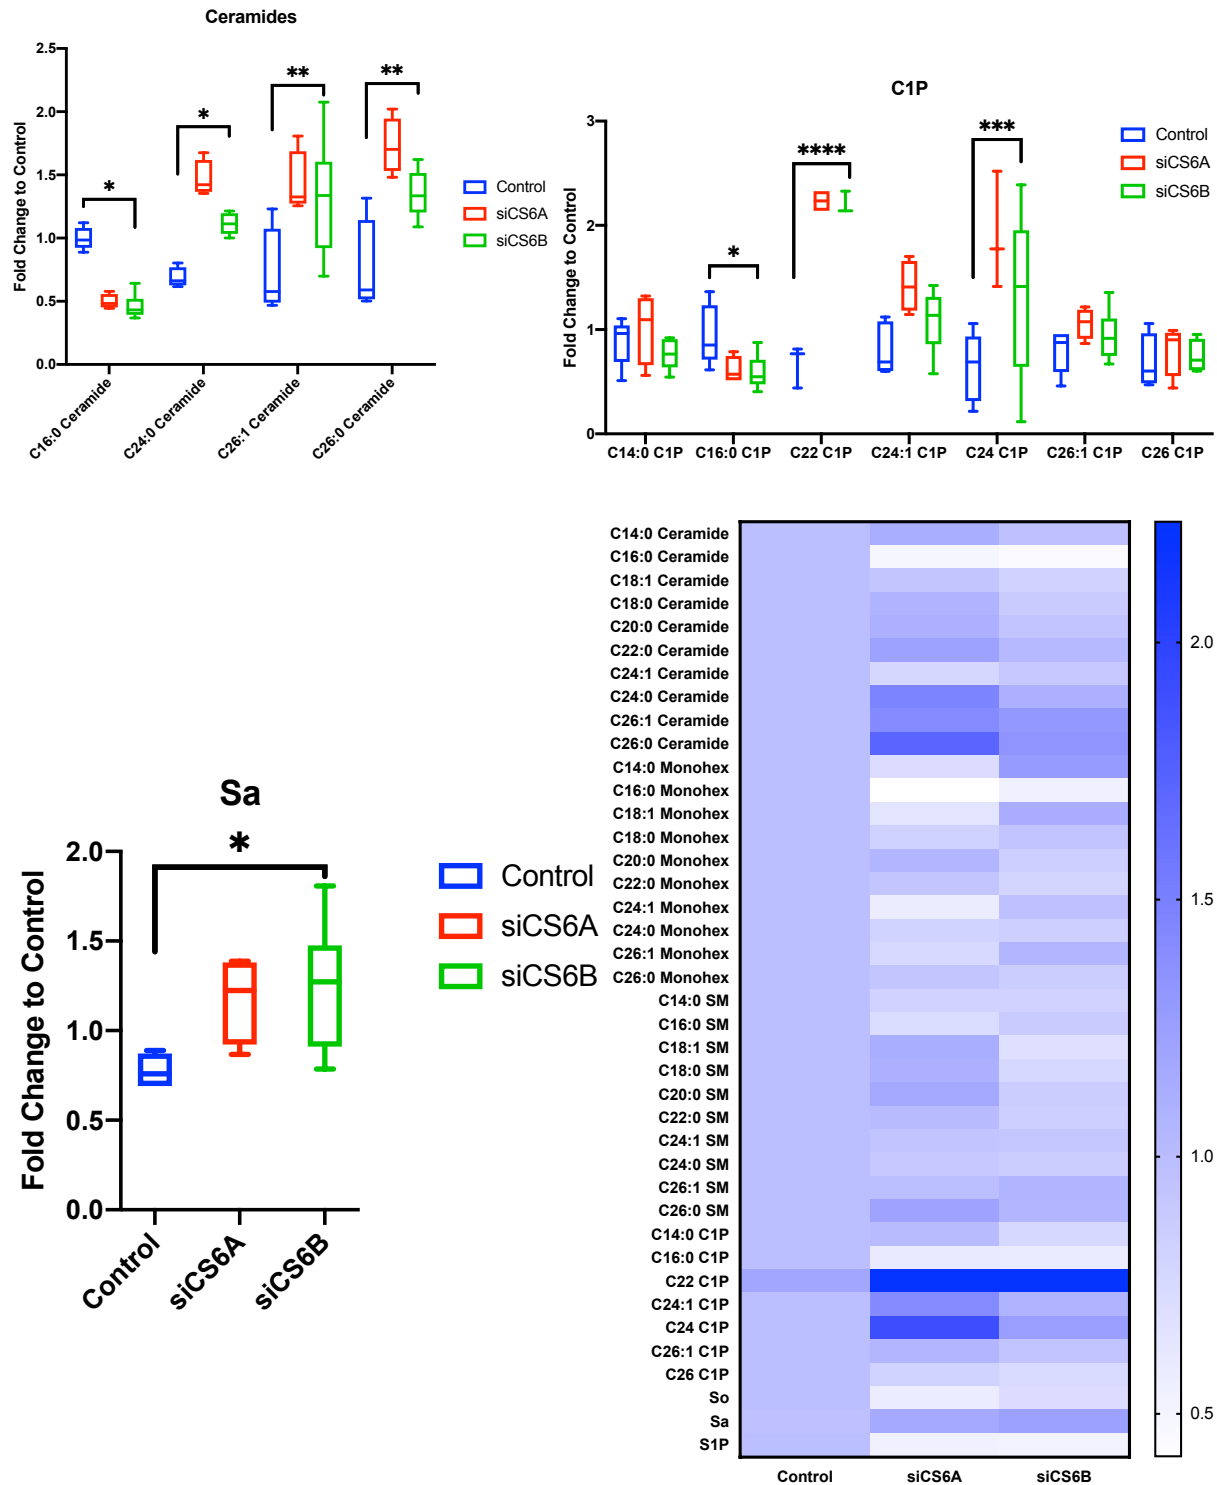 Ceramides
Fold Change to Control
2.5
2.0
1.5
1.0
0.5
0.0
*
*
**
**
C16:0 Ceramide
C24:0 Ceramide
C26:1 Ceramide
C26:0 Ceramide
Control
siCS6A
siCS6B
C1P
Fold Change to Control
3
2
1
0
*
****
***
C14:0 C1P
C16:0 C1P
C22 C1P
C24:1 C1P
C24 C1P
C26:1 C1P
C26 C1P
Control
siCS6A
siCS6B
Sa
*
Fold Change to Control
2.0
1.5
1.0
0.5
0.0
Control
siCS6A
siCS6B
Control
siCS6A
siCS6B
C14:0 Ceramide
C16:0 Ceramide
C18:1 Ceramide
C18:0 Ceramide
C20:0 Ceramide
C22:0 Ceramide
C24:1 Ceramide
C24:0 Ceramide
C26:1 Ceramide
C26:0 Ceramide
C14:0 Monohex
C16:0 Monohex
C18:1 Monohex
C18:0 Monohex
C20:0 Monohex
C22:0 Monohex
C24:1 Monohex
C24:0 Monohex
C26:1 Monohex
C26:0 Monohex
C14:0 SM
C16:0 SM
C18:1 SM
C18:0 SM
C20:0 SM
C22:0 SM
C24:1 SM
C24:0 SM
C26:1 SM
C26:0 SM
C14:0 C1P
C16:0 C1P
C22 C1P
C24:1 C1P
C24 C1P
C26:1 C1P
C26 C1P
So
Sa
S1P
Control
siCS6A
siCS6B
2.0
1.5
1.0
0.5